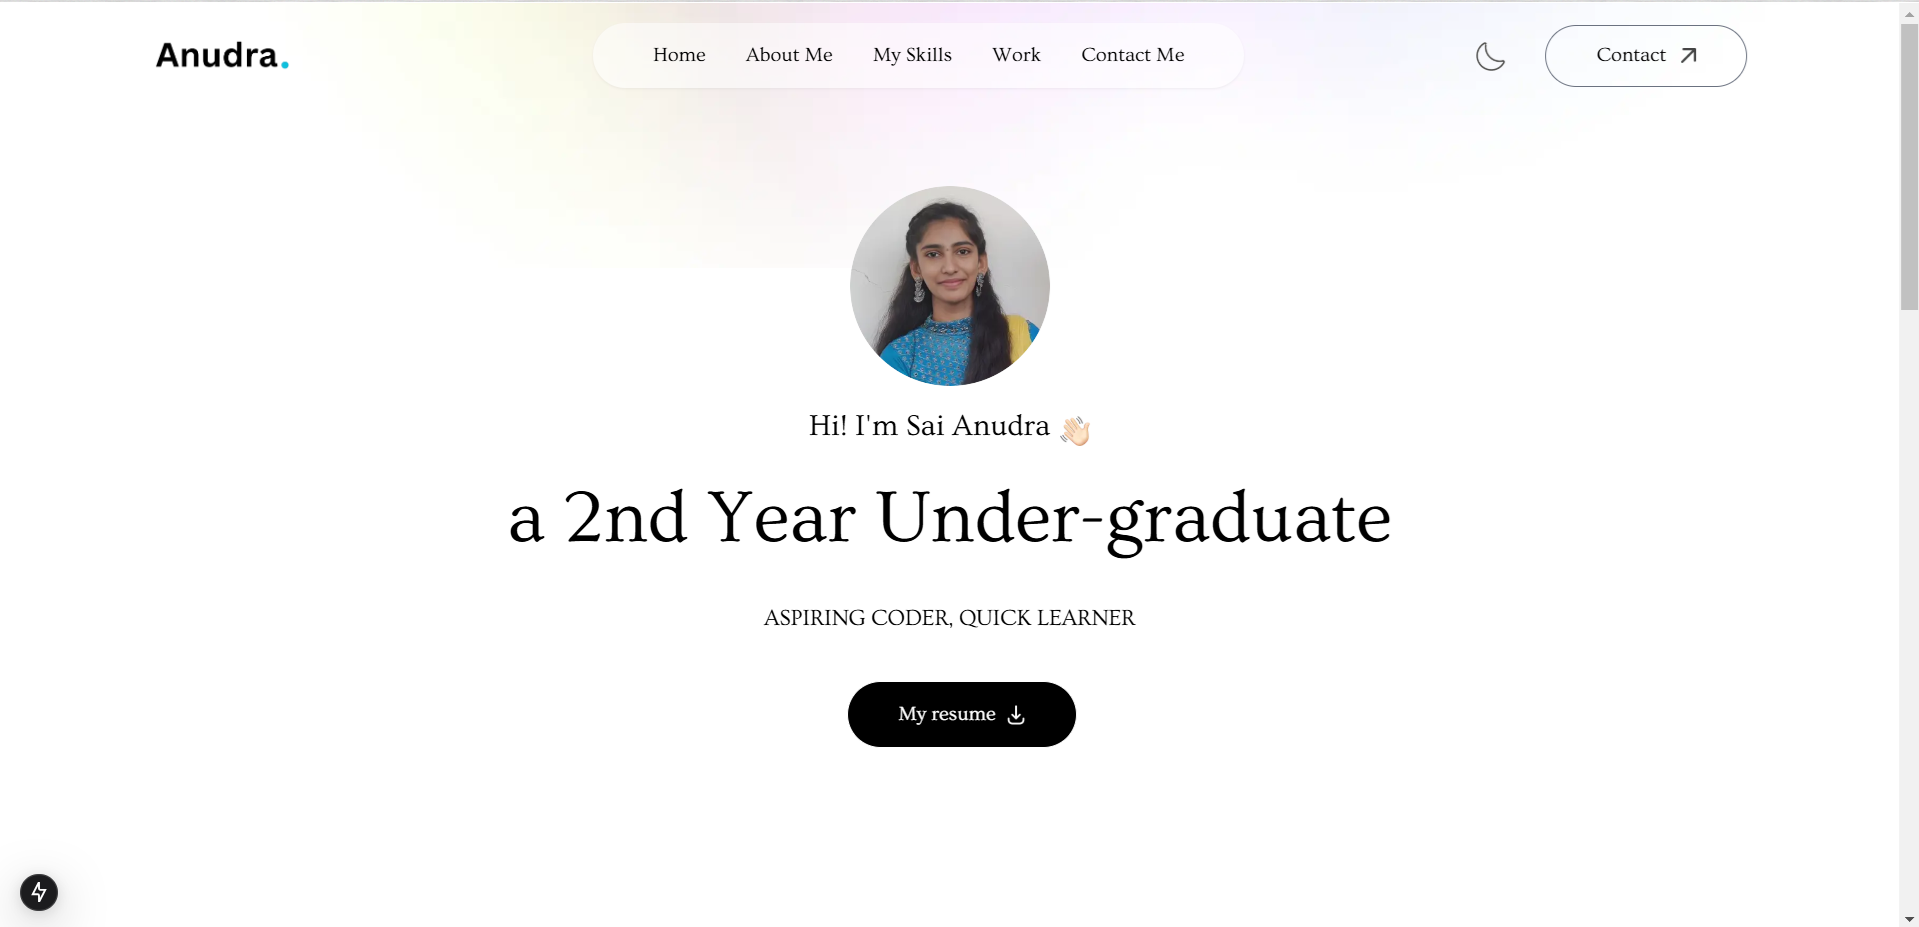 Anudra.
Home About Me My Skills Work Contact Me
Contact
Hi! I'm Sai Anudra 👋🏻
a 2nd Year Under-graduate
ASPIRING CODER, QUICK LEARNER
My resume